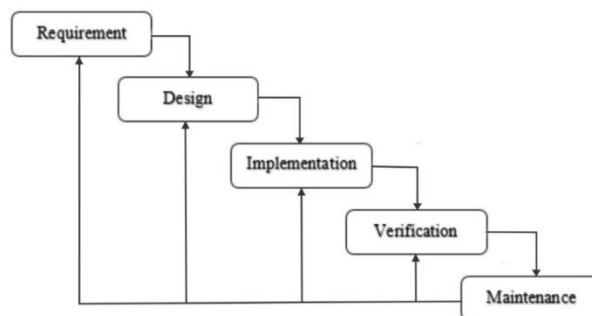 Requirement
Design
Implementation
Verification
Maintenance